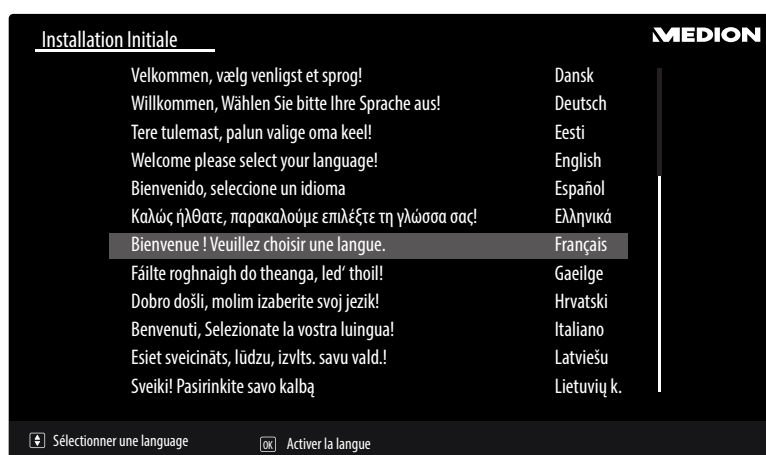 Installation Initiale
MEDION
Velkommen, vælg venligst et sprog! Dansk
Willkommen, Wählen Sie bitte Ihre Sprache aus! Deutsch
Tere tulemast, palun valige oma keel! Eesti
Welcome please select your language! English
Bienvenido, seleccione un idioma Español
Καλώς ήλθατε, παρακαλούμε επιλέξτε τη γλώσσα σας! Ελληνικά
Bienvenue ! Veuillez choisir une langue. Français
Fáilte roghnaigh do theanga, led‘ thoil! Gaeilge
Dobro došli, molim izaberite svoj jezik! Hrvatski
Benvenuti, Selezionate la vostra luingua! Italiano
Esiet sveicināts, lūdzu, izvlts. savu vald.! Latviešu
Sveiki! Pasirinkite savo kalbą Lietuvių k.
Sélectionner une language OK Activer la langue